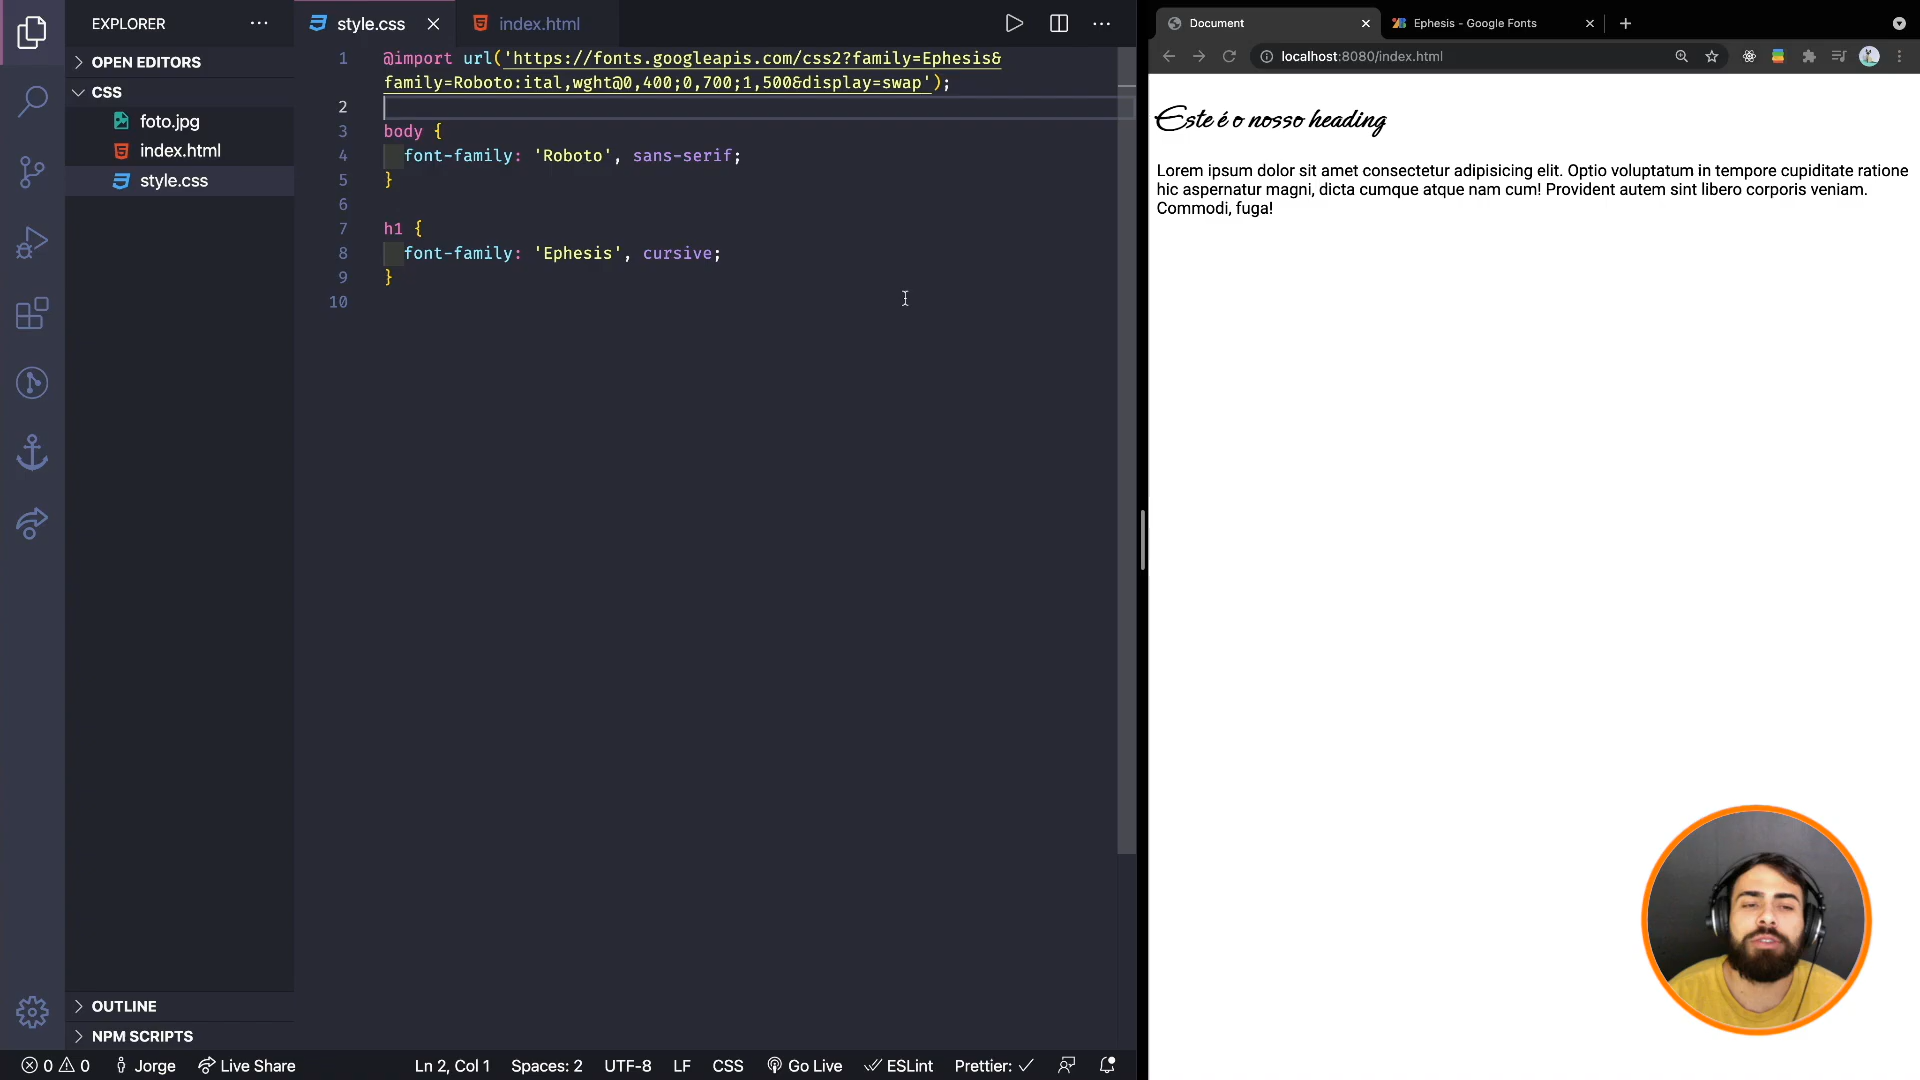 EXPLORER
OPEN EDITORS
CSS
foto.jpg
index.html
style.css
OUTLINE
NPM SCRIPTS
style.css
index.html
1
@import url('https://fonts.googleapis.com/css2?family=Ephesis&
family=Roboto:ital,wght@0,400;0,700;1,500&display=swap');
2
3 body {
4 font-family: 'Roboto', sans-serif;
5 }
6
7 h1 {
8 font-family: 'Ephesis', cursive;
9 }
10
0 0 Jorge Live Share Ln 2, Col 1 Spaces: 2 UTF-8 LF CSS Go Live ESLint Prettier:
Document
Ephesis - Google Fonts
localhost:8080/index.html
Este é o nosso heading
Lorem ipsum dolor sit amet consectetur adipisicing elit. Optio voluptatum in tempore cupiditate ratione
hic aspernatur magni, dicta cumque atque nam cum! Provident autem sint libero corporis veniam.
Commodi, fuga!